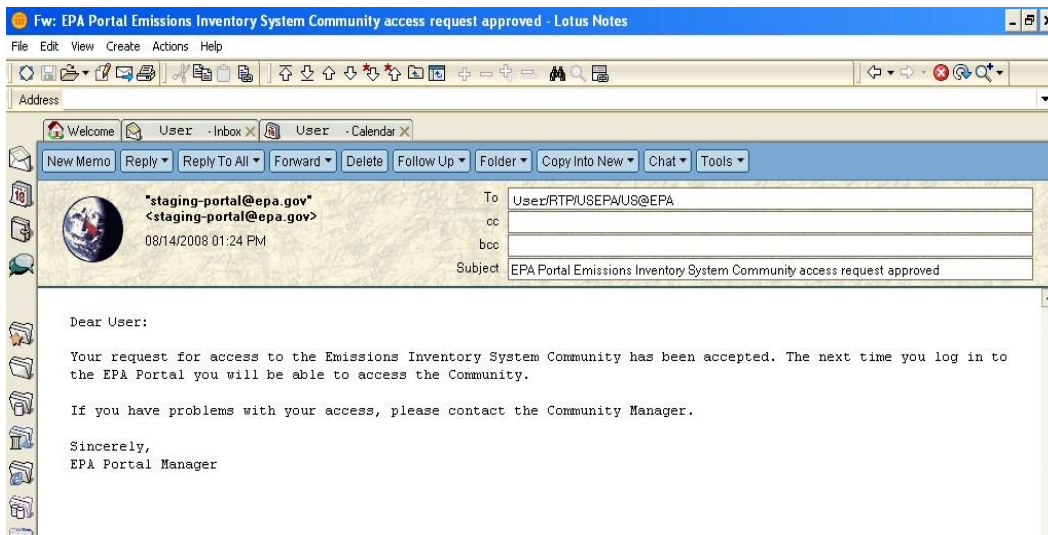 Fw: EPA Portal Emissions Inventory System Community access request approved - Lotus Notes
File Edit View Create Actions Help
Address
Welcome User - Inbox User - Calendar
New Memo Reply Reply To All Forward Delete Follow Up Folder Copy Into New Chat Tools
"staging-portal@epa.gov"
<staging-portal@epa.gov>
08/14/2008 01:24 PM
To User/RTP/USEPA/US@EPA
cc
bcc
Subject EPA Portal Emissions Inventory System Community access request approved
Dear User:
Your request for access to the Emissions Inventory System Community has been accepted. The next time you log in to
the EPA Portal you will be able to access the Community.
If you have problems with your access, please contact the Community Manager.
Sincerely,
EPA Portal Manager